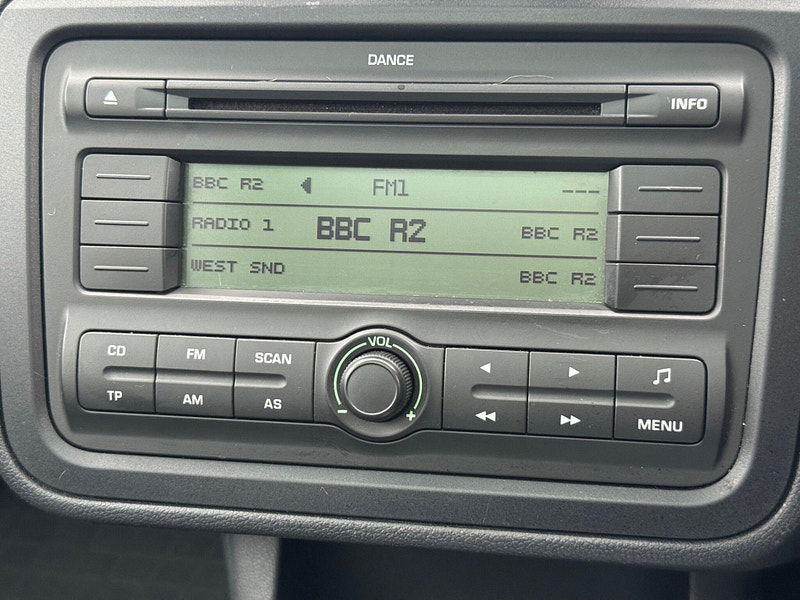 DANCE
INFO
BBC R2 FM1 ---
RADIO 1 BBC R2 BBC R2
WEST SND BBC R2
VOL
CD FM SCAN
TP AM AS
- +
MENU